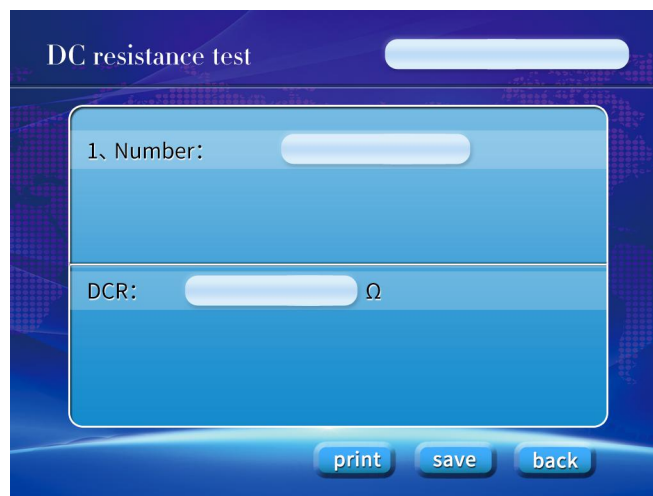 DC resistance test
1、Number：
DCR： Ω
print save back